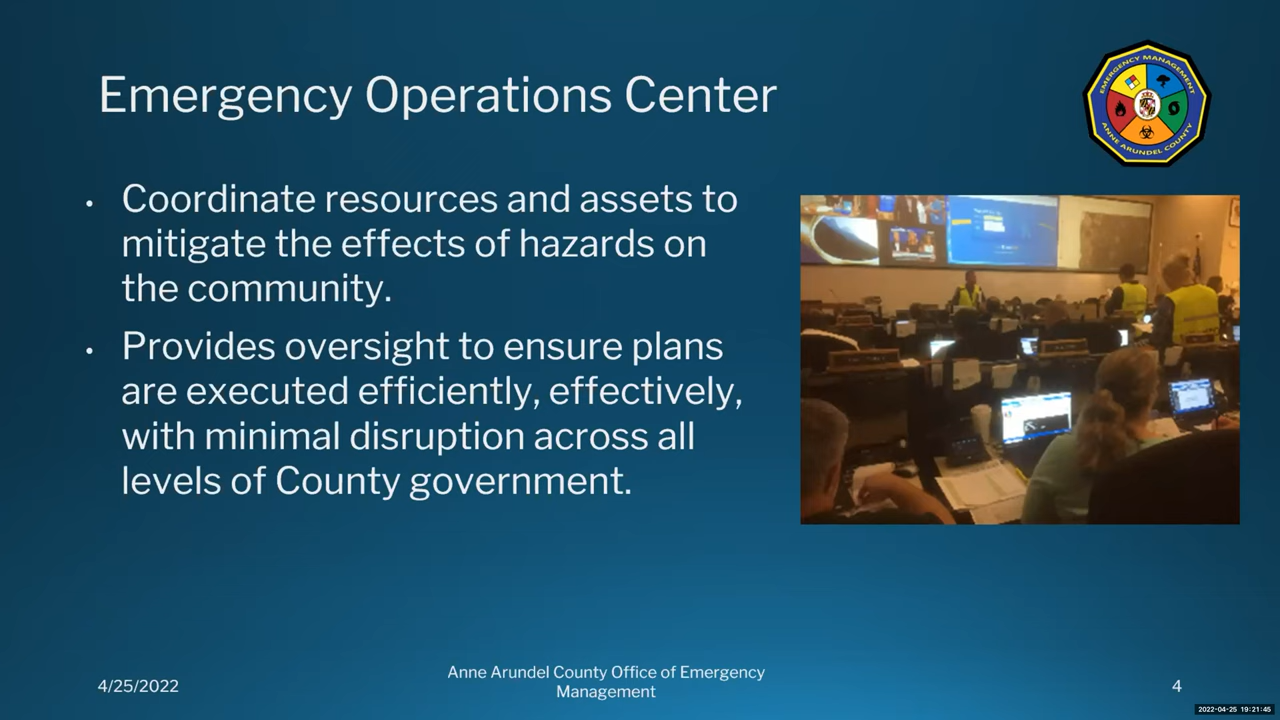 Emergency Operations Center
EMERGENCY MANAGEMENT
ANNE ARUNDEL COUNTY
• Coordinate resources and assets to
mitigate the effects of hazards on
the community.
• Provides oversight to ensure plans
are executed efficiently, effectively,
with minimal disruption across all
levels of County government.
4/25/2022
Anne Arundel County Office of Emergency
Management
4
2022-04-25 19:21:45